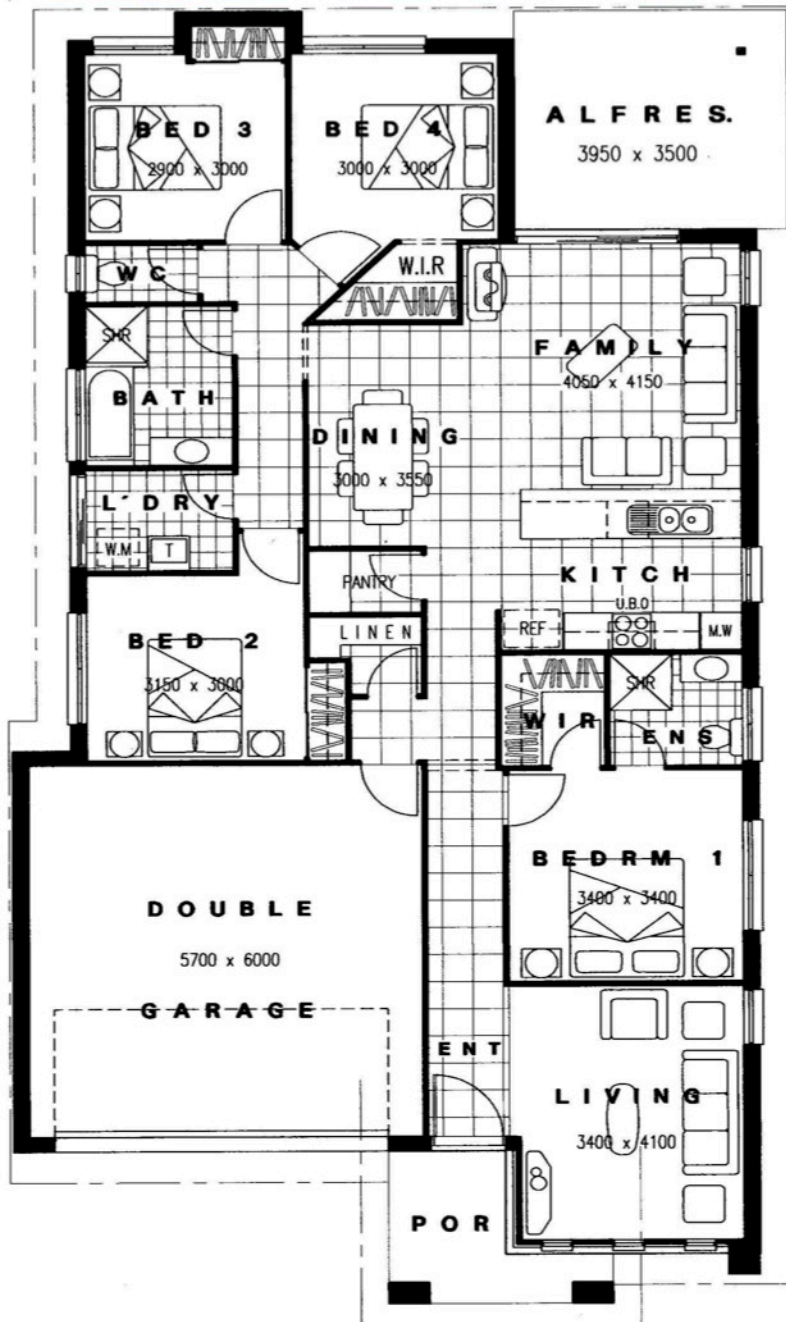 BED 3
2900 x 3000
BED 4
3000 x 3000
ALFRES.
3950 x 3500
WC
W.I.R
SHR
BATH
FAMILY
4050 x 4150
DINING
3000 x 3550
L'DRY
W.M
T
PANTRY
KITCH
U.B.O
REF
M.W
LINEN
BED 2
3150 x 3000
WIR
SHR
ENS
BEDRM 1
3400 x 3400
DOUBLE
5700 x 6000
GARAGE
ENT
LIVING
3400 x 4100
POR